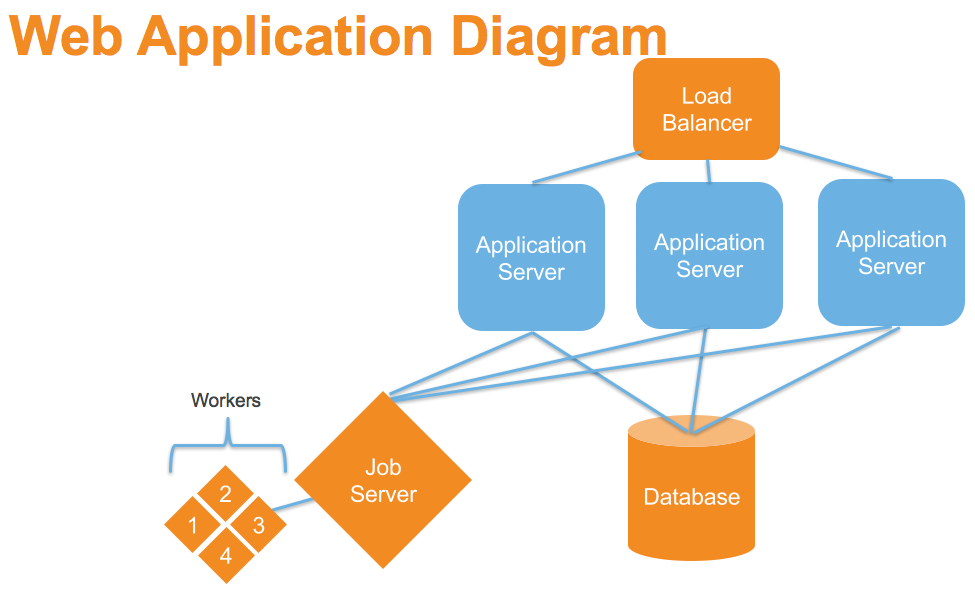 Web Application Diagram
Load
Balancer
Application
Server
Application
Server
Application
Server
Workers
Job
Server
Database
2
1
3
4